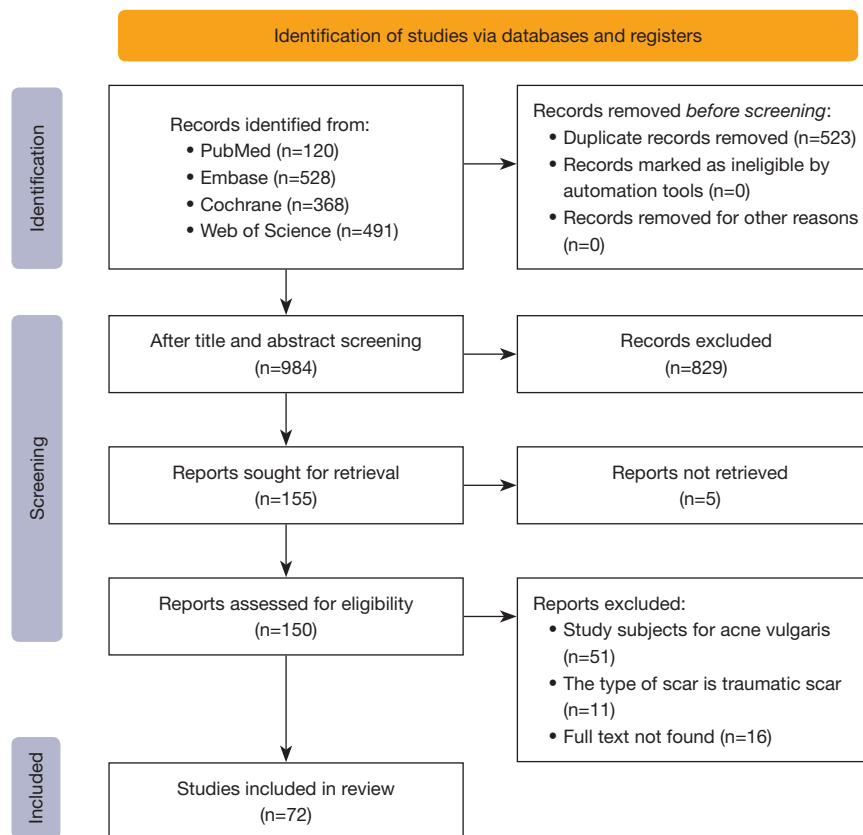 Identification of studies via databases and registers
Identification
Records identified from:
• PubMed (n=120)
• Embase (n=528)
• Cochrane (n=368)
• Web of Science (n=491)
Records removed before screening:
• Duplicate records removed (n=523)
• Records marked as ineligible by
automation tools (n=0)
• Records removed for other reasons
(n=0)
Screening
After title and abstract screening
(n=984)
Records excluded
(n=829)
Reports sought for retrieval
(n=155)
Reports not retrieved
(n=5)
Reports assessed for eligibility
(n=150)
Reports excluded:
• Study subjects for acne vulgaris
(n=51)
• The type of scar is traumatic scar
(n=11)
• Full text not found (n=16)
Included
Studies included in review
(n=72)